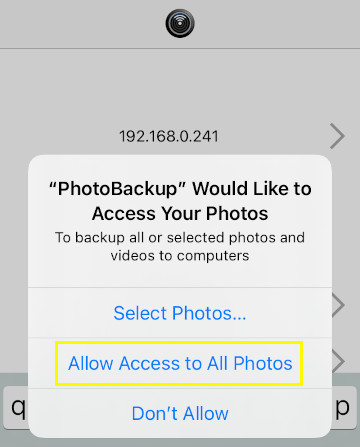 192.168.0.241
“PhotoBackup” Would Like to
Access Your Photos
To backup all or selected photos and
videos to computers
Select Photos...
Allow Access to All Photos
Don’t Allow
q p